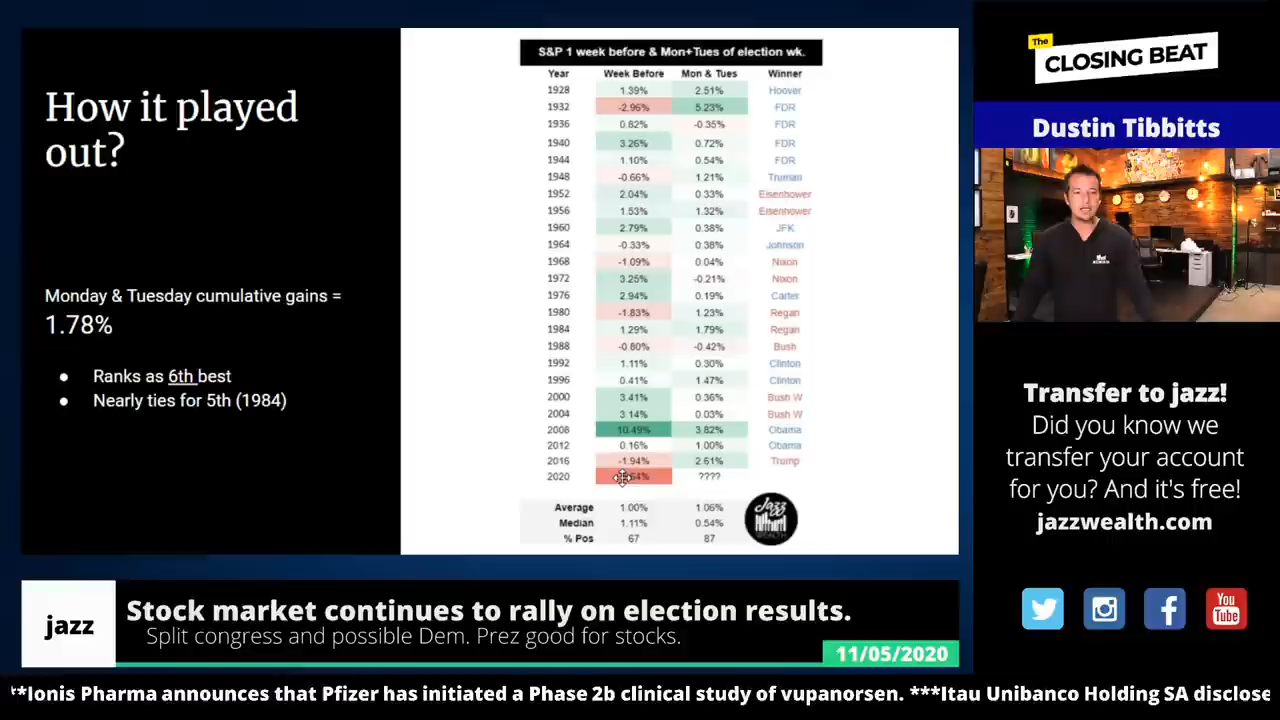 How it played
out?
Monday & Tuesday cumulative gains =
1.78%
● Ranks as 6th best
● Nearly ties for 5th (1984)
S&P 1 week before & Mon+Tues of election wk.
Year Week Before Mon & Tues Winner
1928 1.39% 2.51% Hoover
1932 -2.96% 5.23% FDR
1936 0.82% -0.35% FDR
1940 3.26% 0.72% FDR
1944 1.10% 0.54% FDR
1948 -0.66% 1.21% Truman
1952 2.04% 0.33% Eisenhower
1956 1.53% 1.32% Eisenhower
1960 2.79% 0.38% JFK
1964 -0.33% 0.38% Johnson
1968 -1.09% 0.04% Nixon
1972 3.25% -0.21% Nixon
1976 2.94% 0.19% Carter
1980 -1.83% 1.23% Regan
1984 1.29% 1.79% Regan
1988 -0.80% -0.42% Bush
1992 1.11% 0.30% Clinton
1996 0.41% 1.47% Clinton
2000 3.41% 0.36% Bush W
2004 3.14% 0.03% Bush W
2008 10.49% 3.82% Obama
2012 0.16% 1.00% Obama
2016 -1.94% 2.61% Trump
2020 ????
Average 1.00% 1.06%
Median 1.11% 0.54%
% Pos 67 87
Jazz
WEALTH
The
CLOSING BEAT
Dustin Tibbitts
Transfer to jazz!
Did you know we
transfer your account
for you? And it's free!
jazzwealth.com
You
Tube
jazz
Stock market continues to rally on election results.
Split congress and possible Dem. Prez good for stocks.
11/05/2020
**Ionis Pharma announces that Pfizer has initiated a Phase 2b clinical study of vupanorsen. ***Itau Unibanco Holding SA disclose